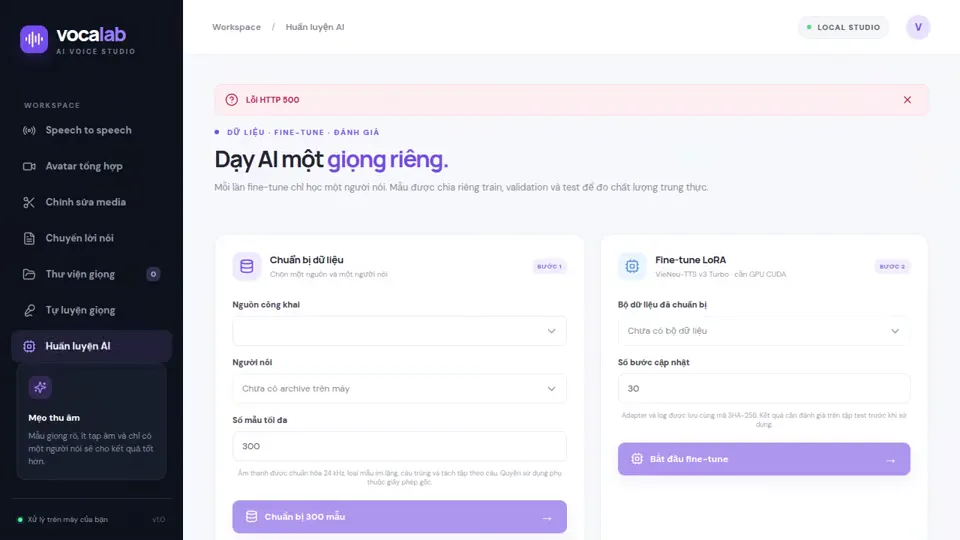 vocalab
AI VOICE STUDIO
WORKSPACE
Speech to speech
Avatar tổng hợp
Chỉnh sửa media
Chuyển lời nói
Thư viện giọng 0
Tự luyện giọng
Huấn luyện AI
Mẹo thu âm
Mẫu giọng rõ, ít tạp âm và chỉ có
một người nói sẽ cho kết quả tốt
hơn.
Xử lý trên máy của bạn v1.0
Workspace / Huấn luyện AI
LOCAL STUDIO V
Lỗi HTTP 500
DỮ LIỆU · FINE-TUNE · ĐÁNH GIÁ
Dạy AI một giọng riêng.
Mỗi lần fine-tune chỉ học một người nói. Mẫu được chia riêng train, validation và test để đo chất lượng trung thực.
Chuẩn bị dữ liệu
Chọn một nguồn và một người nói
BƯỚC 1
Nguồn công khai
Người nói
Chưa có archive trên máy
Số mẫu tối đa
300
Âm thanh được chuẩn hóa 24 kHz, loại mẫu im lặng, câu trùng và tách tập theo câu. Quyền sử dụng phụ
thuộc giấy phép gốc.
Chuẩn bị 300 mẫu →
Fine-tune LoRA
VieNeu-TTS v3 Turbo · cần GPU CUDA
BƯỚC 2
Bộ dữ liệu đã chuẩn bị
Chưa có bộ dữ liệu
Số bước cập nhật
30
Adapter và log được lưu cùng mã SHA-256. Kết quả cần đánh giá trên tập test trước khi sử
dụng.
Bắt đầu fine-tune →